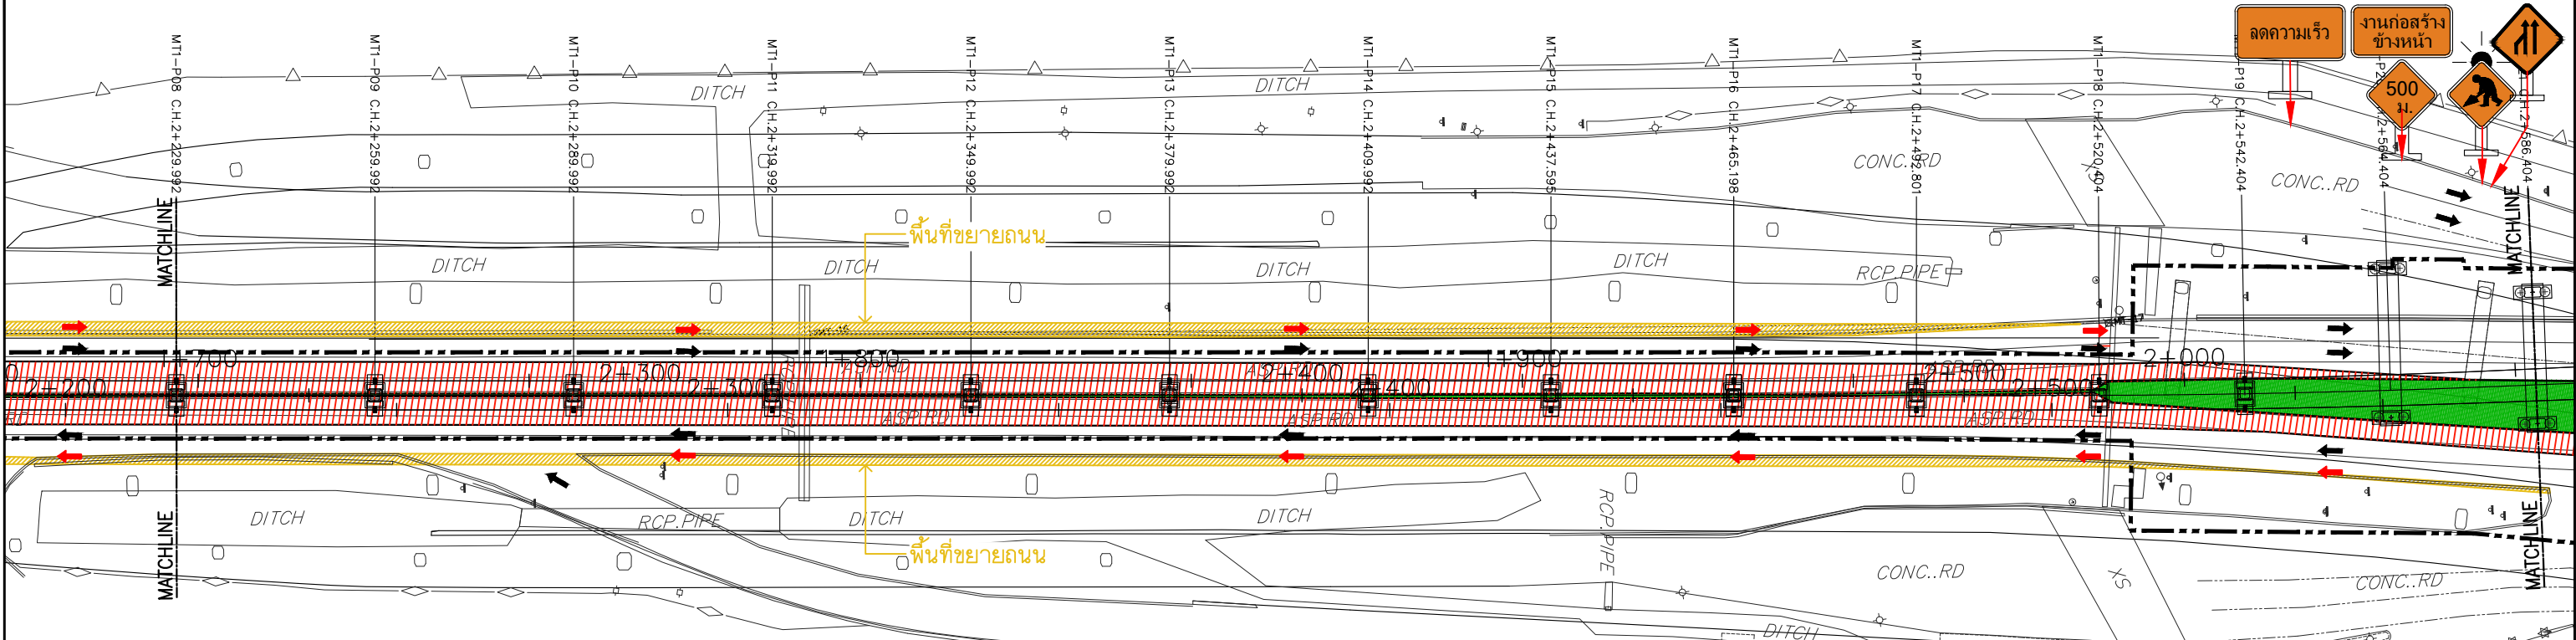 ลดความเร็ว
งานก่อสร้าง
ข้างหน้า
500
ม.
MT1-P08 C.H.2+229.992
MT1-P09 C.H.2+259.992
MT1-P10 C.H.2+289.992
MT1-P11 C.H.2+319.992
MT1-P12 C.H.2+349.992
MT1-P13 C.H.2+379.992
MT1-P14 C.H.2+409.992
MT1-P15 C.H.2+437.595
MT1-P16 C.H.2+465.198
MT1-P17 C.H.2+492.801
MT1-P18 C.H.2+520.404
P19 C.H.2+542.404
DITCH
DITCH
CONC..RD
XS
CONC..RD
MATCHLINE
MATCHLINE
พื้นที่ขยายถนน
DITCH
DITCH
DITCH
DITCH
RCP.PIPE
1+700
1+800
1+900
2+000
2+200
2+300
2+300
2+400
2+500
2+500
ASP.RD
ASP.RD
ASP.RD
RCP.PIPE
MATCHLINE
MATCHLINE
DITCH
RCP.PIPE
DITCH
DITCH
RCP.PIPE
พื้นที่ขยายถนน
CONC..RD
XS
CONC..RD
DITCH